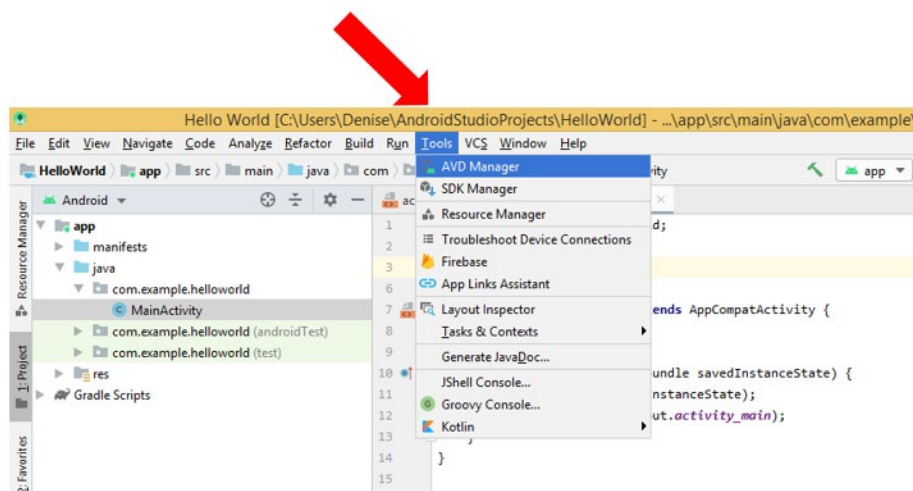 Hello World [C:\Users\Denise\AndroidStudioProjects\HelloWorld] - ...\app\src\main\java\com\example\
File Edit View Navigate Code Analyze Refactor Build Run Tools VCS Window Help
HelloWorld app src main java com
app
Android
Resource Manager
1: Project
2: Favorites
app
manifests
java
com.example.helloworld
MainActivity
com.example.helloworld (androidTest)
com.example.helloworld (test)
res
Gradle Scripts
AVD Manager
SDK Manager
Resource Manager
Troubleshoot Device Connections
Firebase
App Links Assistant
Layout Inspector
Tasks & Contexts
Generate JavaDoc...
JShell Console...
Groovy Console...
Kotlin
1
2
3
6
7 ends AppCompatActivity {
8
9
10 undle savedInstanceState) {
11 nstanceState);
12 ut.activity_main);
13 }
14 }
15